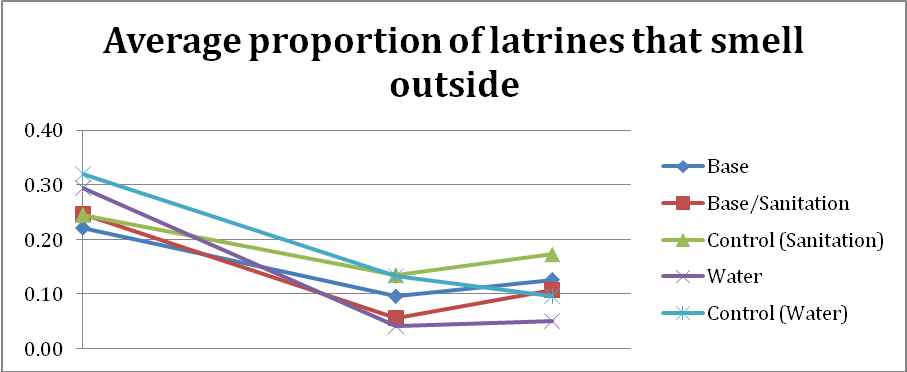 Average proportion of latrines that smell
outside
0.40
0.30
0.20
0.10
0.00
Base
Base/Sanitation
Control (Sanitation)
Water
Control (Water)